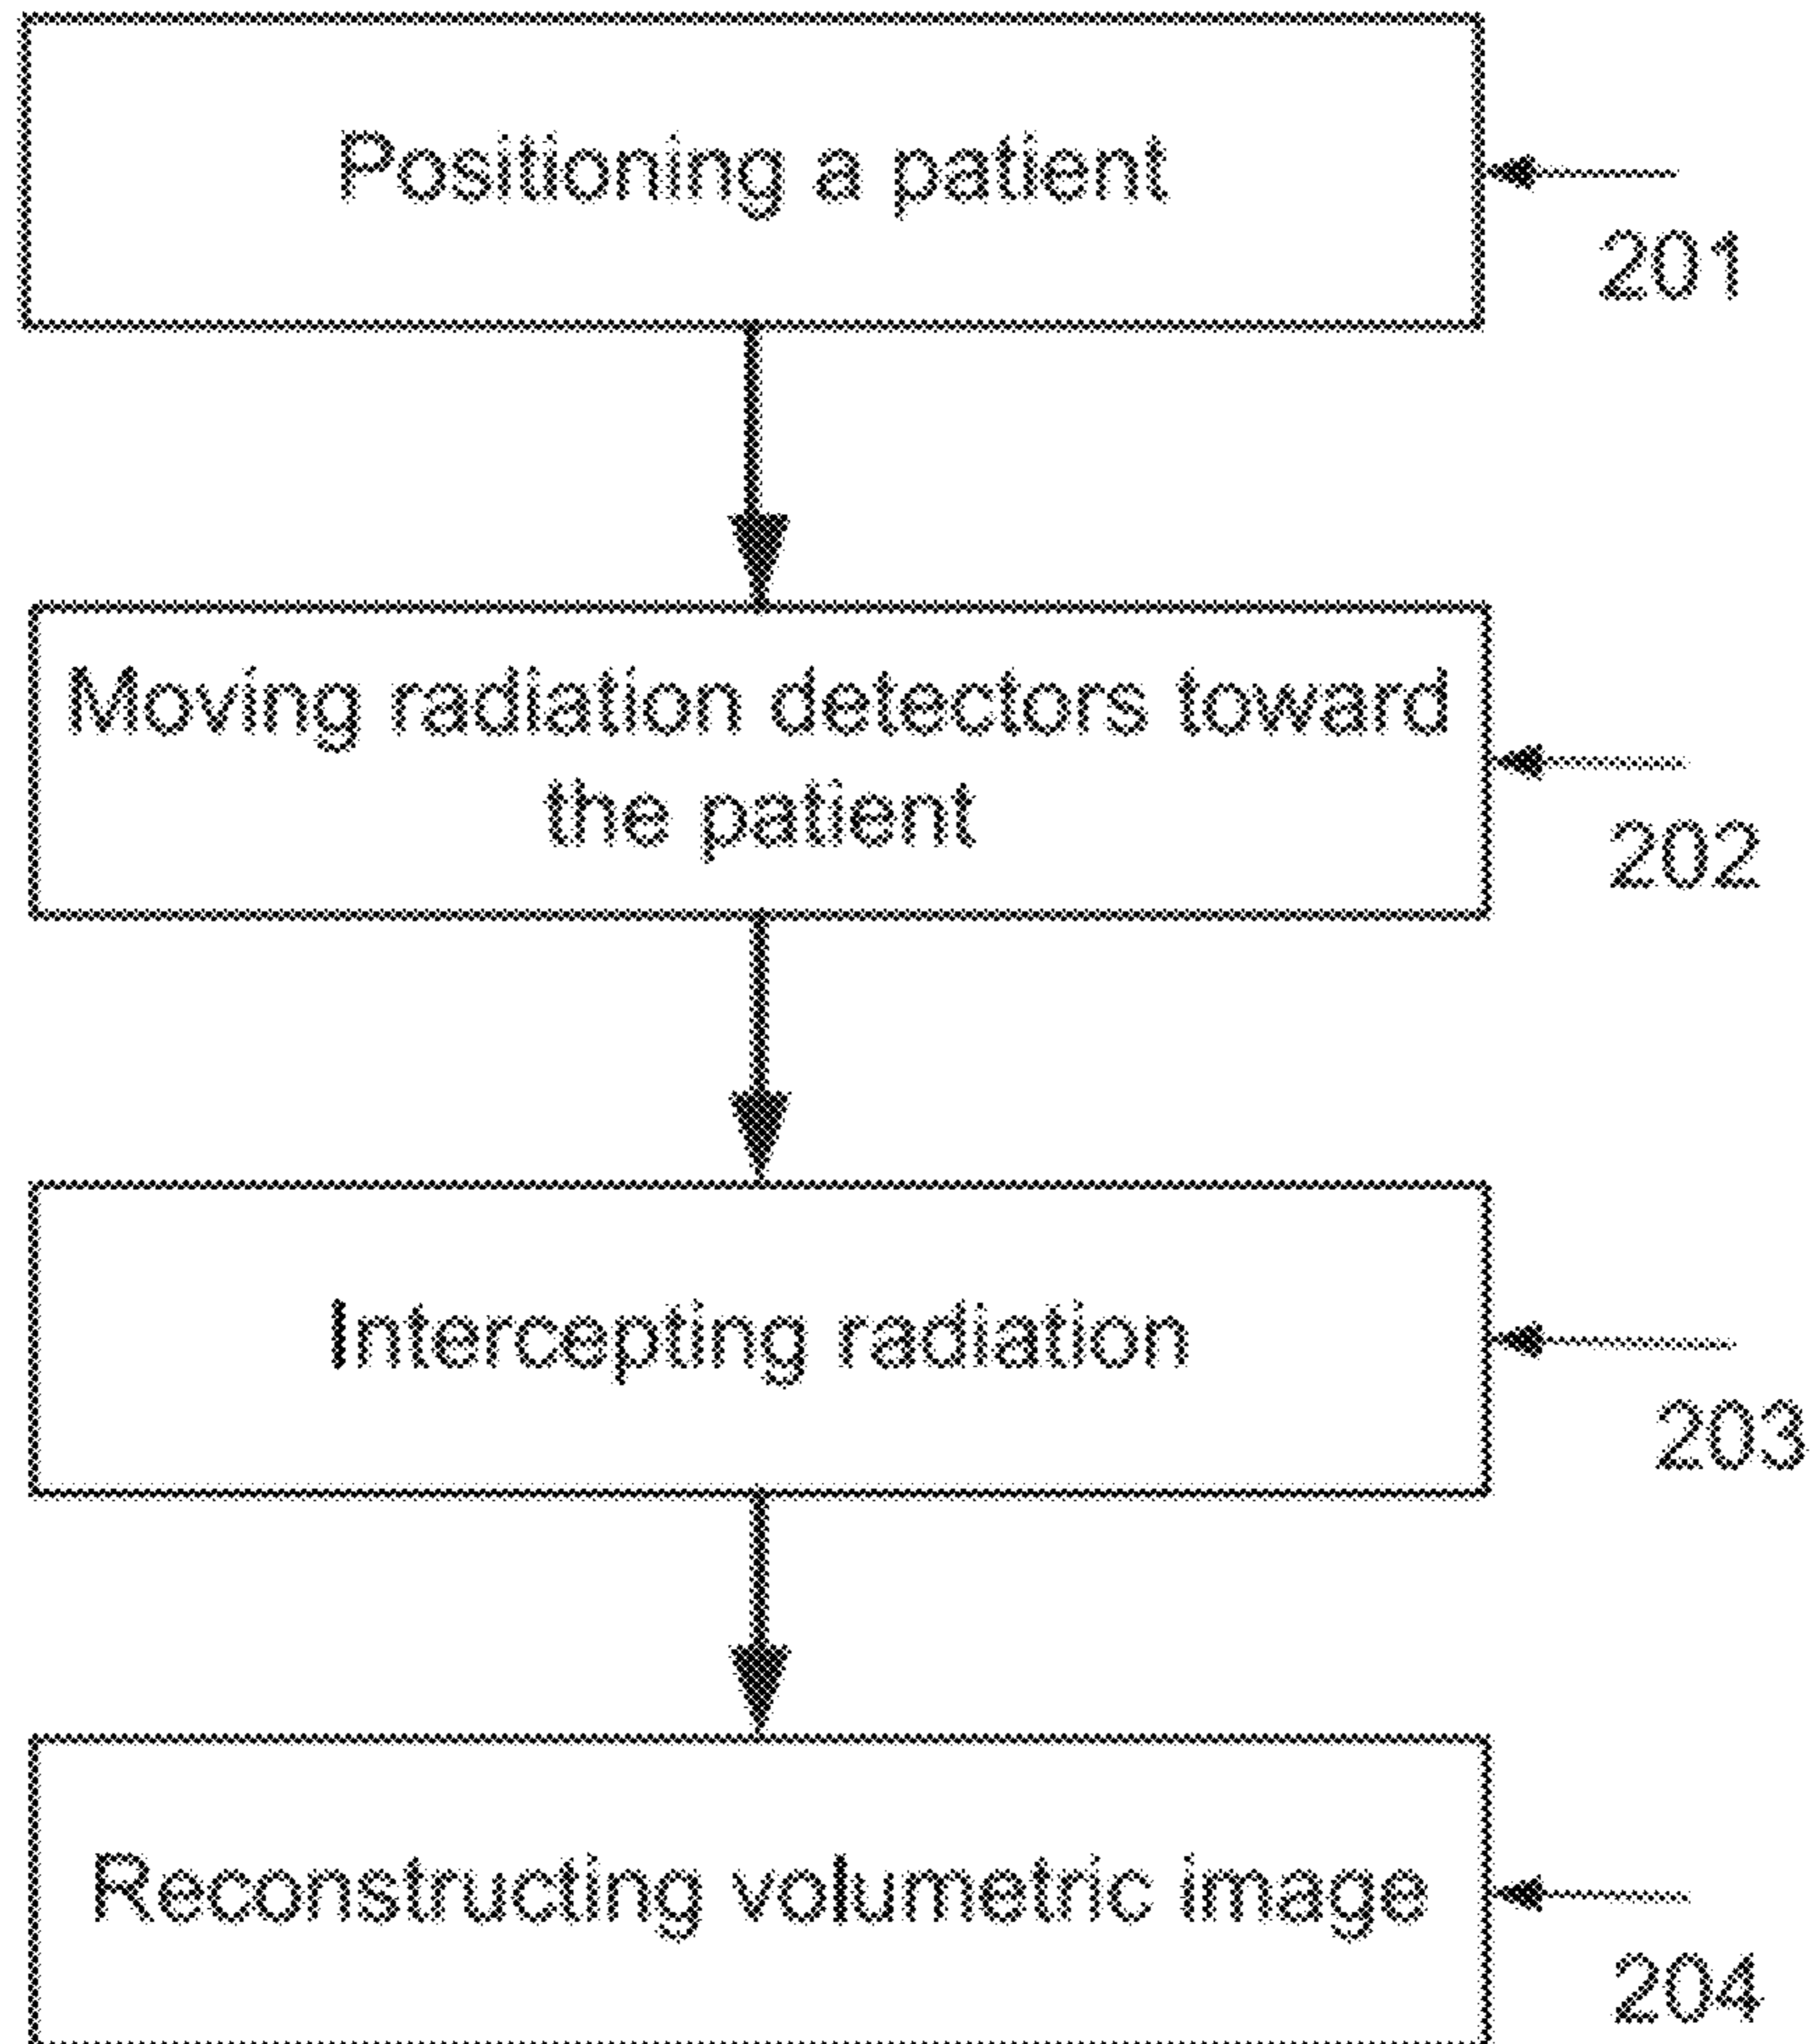 Positioning a patient
201
Moving radiation detectors toward
the patient
202
Intercepting radiation
203
Reconstructing volumetric image
204